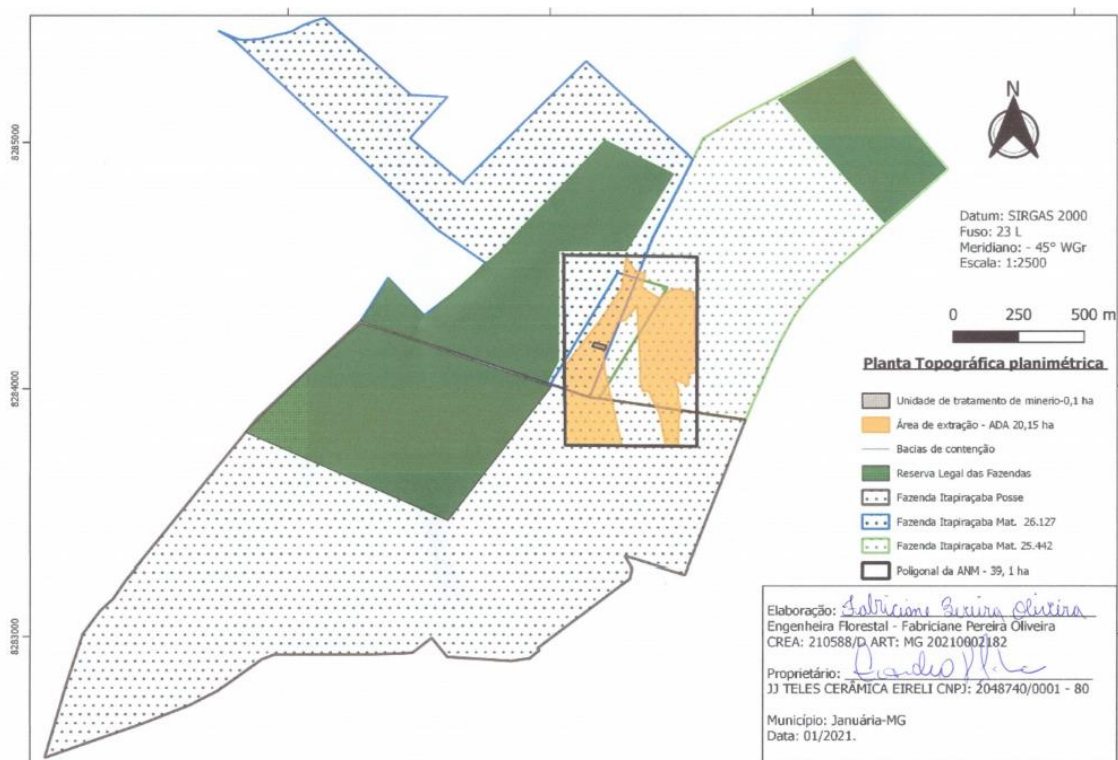 8285000
8284000
8283000
N
Datum: SIRGAS 2000
Fuso: 23 L
Meridiano: - 45° WGr
Escala: 1:2500
0 250 500 m
Planta Topográfica planimétrica
Unidade de tratamento de minerio-0,1 ha
Área de extração - ADA 20,15 ha
Bacias de contenção
Reserva Legal das Fazendas
Fazenda Itapiraçaba Posse
Fazenda Itapiraçaba Mat. 26.127
Fazenda Itapiraçaba Mat. 25.442
Poligonal da ANM - 39, 1 ha
Elaboração: Fabriciane Pereira Oliveira
Engenheira Florestal - Fabriciane Pereira Oliveira
CREA: 210588/D ART: MG 20210002182
Proprietário:
JJ TELES CERÂMICA EIRELI CNPJ: 2048740/0001 - 80
Município: Januária-MG
Data: 01/2021.